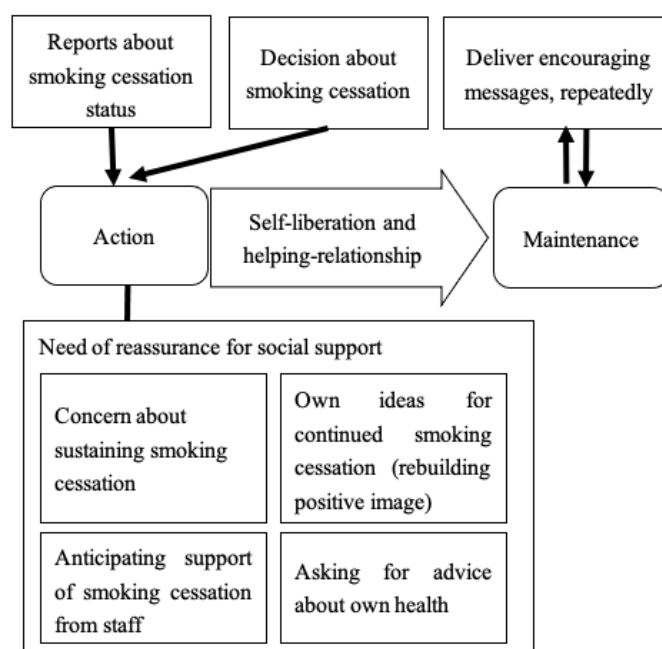 Reports about
smoking cessation
status
Decision about
smoking cessation
Deliver encouraging
messages, repeatedly
Action
Self-liberation and
helping-relationship
Maintenance
Need of reassurance for social support
Concern about
sustaining smoking
cessation
Own ideas for
continued smoking
cessation (rebuilding
positive image)
Anticipating support
of smoking cessation
from staff
Asking for advice
about own health